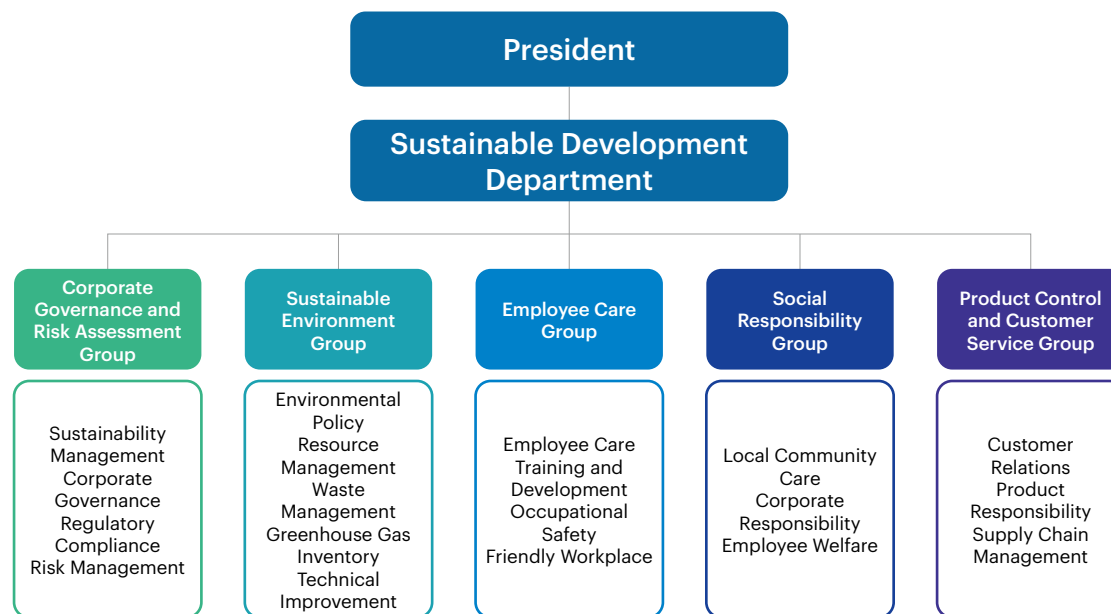 President
Sustainable Development
Department
Corporate
Governance and
Risk Assessment
Group
Sustainability
Management
Corporate
Governance
Regulatory
Compliance
Risk Management
Sustainable
Environment
Group
Environmental
Policy
Resource
Management
Waste
Management
Greenhouse Gas
Inventory
Technical
Improvement
Employee Care
Group
Employee Care
Training and
Development
Occupational
Safety
Friendly Workplace
Social
Responsibility
Group
Local Community
Care
Corporate
Responsibility
Employee Welfare
Product Control
and Customer
Service Group
Customer
Relations
Product
Responsibility
Supply Chain
Management